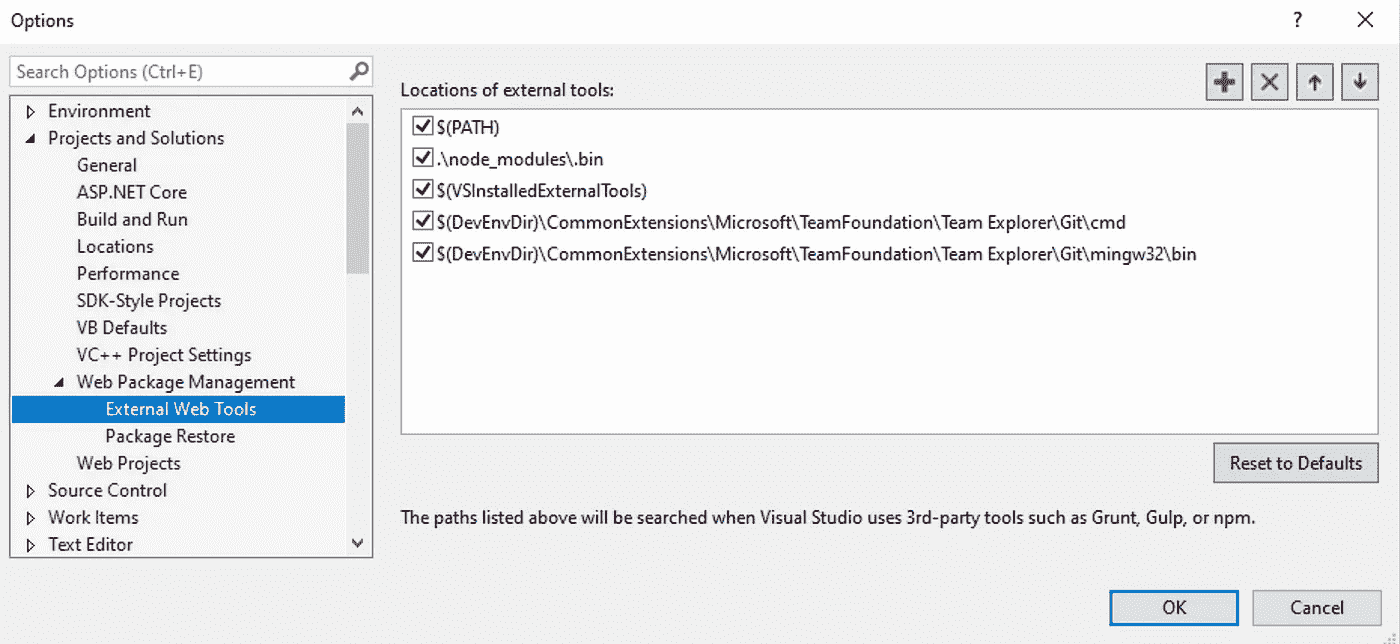 Options
?
Search Options (Ctrl+E)
Environment
Projects and Solutions
General
ASP.NET Core
Build and Run
Locations
Performance
SDK-Style Projects
VB Defaults
VC++ Project Settings
Web Package Management
External Web Tools
Package Restore
Web Projects
Source Control
Work Items
Text Editor
Locations of external tools:
$(PATH)
.\node_modules\.bin
$(VSInstalledExternalTools)
$(DevEnvDir)\CommonExtensions\Microsoft\TeamFoundation\Team Explorer\Git\cmd
$(DevEnvDir)\CommonExtensions\Microsoft\TeamFoundation\Team Explorer\Git\mingw32\bin
Reset to Defaults
The paths listed above will be searched when Visual Studio uses 3rd-party tools such as Grunt, Gulp, or npm.
OK
Cancel